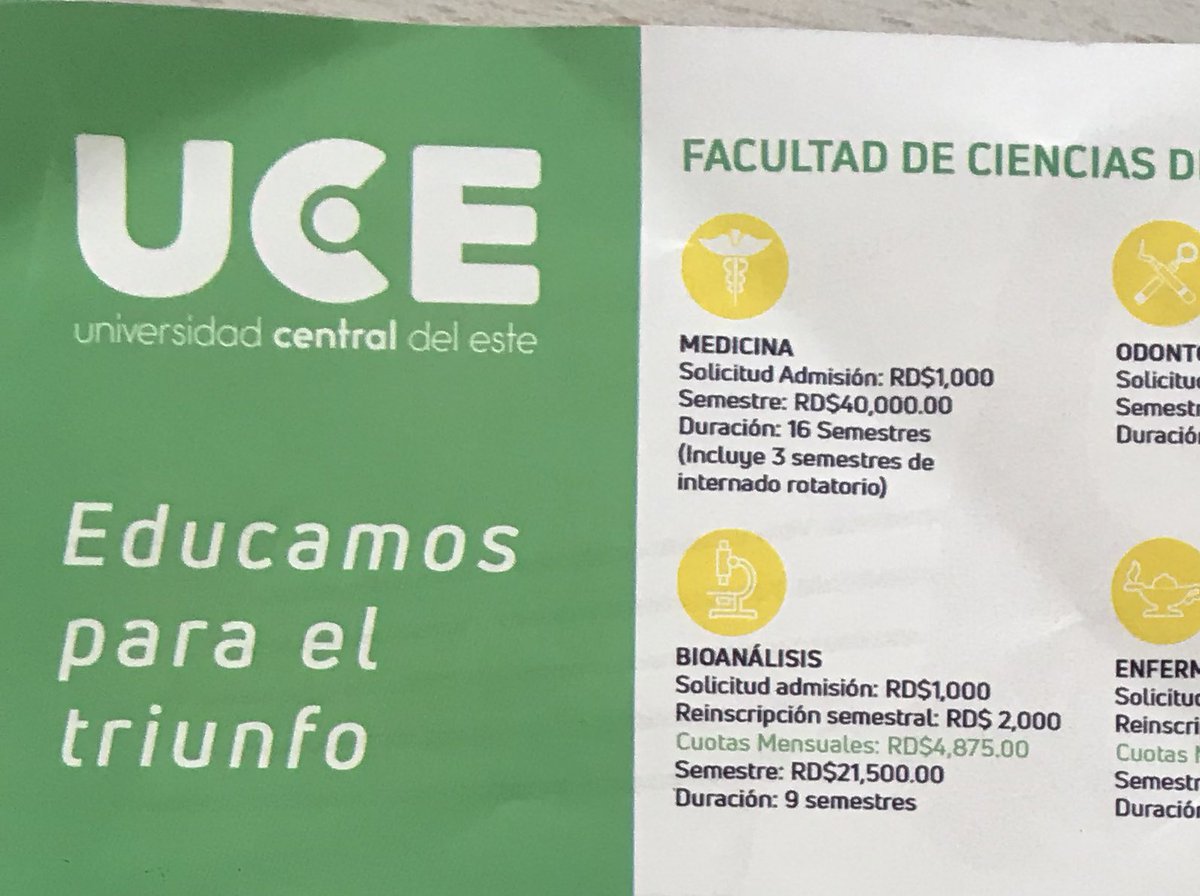 UCE
universidad central del este
Educamos
para el
triunfo
FACULTAD DE CIENCIAS
MEDICINA
Solicitud Admisión: RD$1,000
Semestre: RD$40,000.00
Duración: 16 Semestres
(Incluye 3 semestres de
internado rotatorio)
BIOANÁLISIS
Solicitud admisión: RD$1,000
Reinscripción semestral: RD$ 2,000
Cuotas Mensuales: RD$4,875.00
Semestre: RD$21,500.00
Duración: 9 semestres
Cuotas